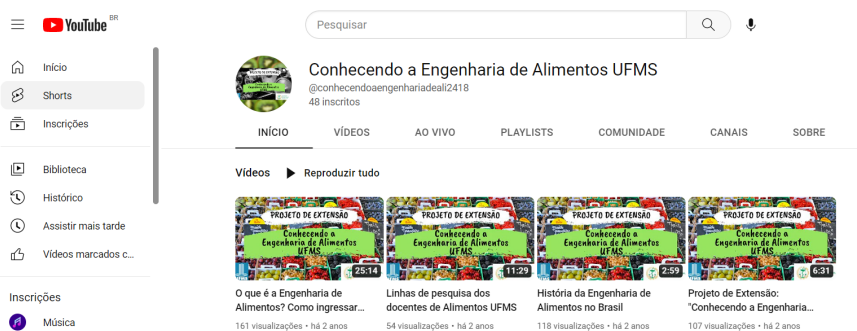 YouTube BR
Pesquisar
Início
Shorts
Inscrições
Biblioteca
Histórico
Assistir mais tarde
Vídeos marcados c...
Inscrições
Música
PROJETO DE EXTENSÃO
Conhecendo a Engenharia de Alimentos UFMS
@conhecendoaengenhariadeali2418
48 inscritos
INÍCIO VÍDEOS AO VIVO PLAYLISTS COMUNIDADE CANAIS SOBRE
Vídeos Reproduzir tudo
PROJETO DE EXTENSÃO
Conhecendo a
Engenharia de Alimentos
UFMS
25:14
O que é a Engenharia de
Alimentos? Como ingressar...
161 visualizações • há 2 anos
PROJETO DE EXTENSÃO
Conhecendo a
Engenharia de Alimentos
UFMS
11:29
Linhas de pesquisa dos
docentes de Alimentos UFMS
54 visualizações • há 2 anos
PROJETO DE EXTENSÃO
Conhecendo a
Engenharia de Alimentos
UFMS
2:59
História da Engenharia de
Alimentos no Brasil
118 visualizações • há 2 anos
PROJETO DE EXTENSÃO
Conhecendo a
Engenharia de Alimentos
UFMS
6:31
Projeto de Extensão:
"Conhecendo a Engenharia...
107 visualizações • há 2 anos